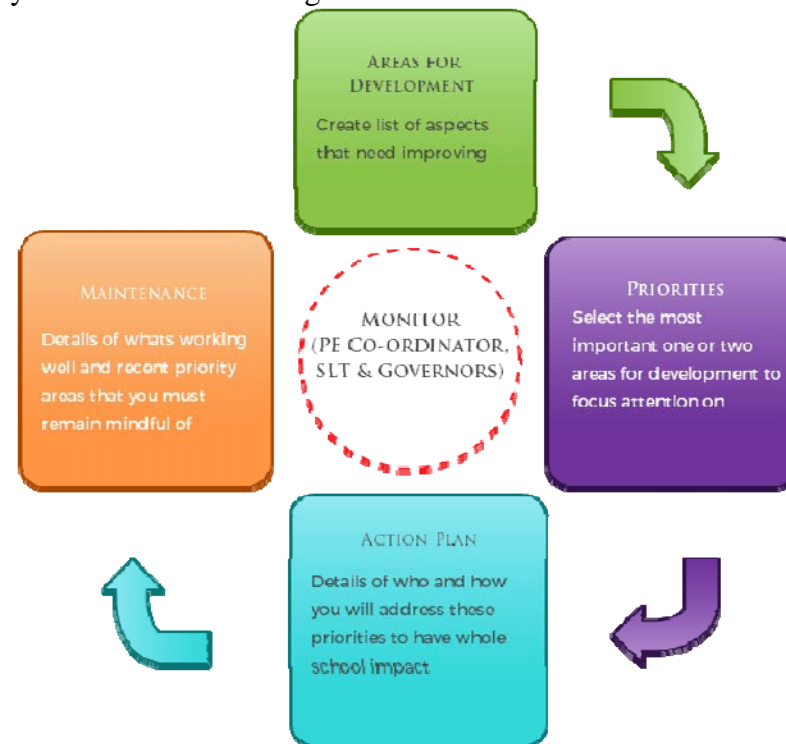 AREAS FOR
DEVELOPMENT
Create list of aspects
that need improving
PRIORITIES
Select the most
important one or two
areas for development to
focus attention on
MONITOR
(PE CO-ORDINATOR,
SLT & GOVERNORS)
MAINTENANCE
Details of whats working
well and recent priority
areas that you must
remain mindful of
ACTION PLAN
Details of who and how
you will address these
priorities to have whole
school impact